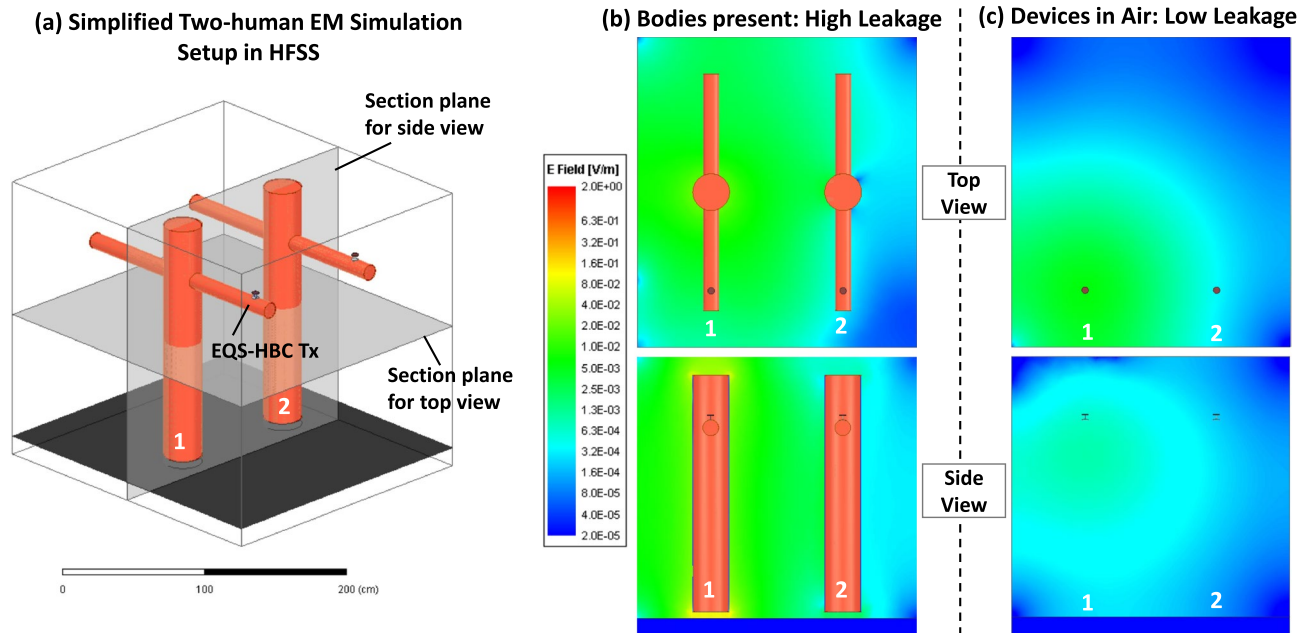 (a) Simplified Two-human EM Simulation
Setup in HFSS
Section plane
for side view
EQS-HBC Tx
Section plane
for top view
1
2
0
100
200 (cm)
(b) Bodies present: High Leakage
E Field [V/m]
2.0E+00
6.3E-01
3.2E-01
1.6E-01
8.0E-02
4.0E-02
2.0E-02
1.0E-02
5.0E-03
2.5E-03
1.3E-03
6.3E-04
3.2E-04
1.6E-04
8.0E-05
4.0E-05
2.0E-05
1
2
1
2
Top
View
Side
View
(c) Devices in Air: Low Leakage
1
2
1
2